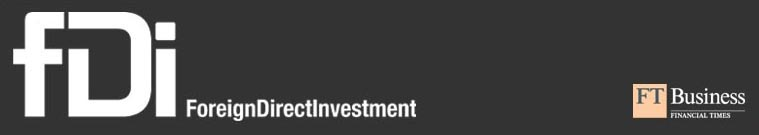 fDi
ForeignDirectInvestment
FT Business
FINANCIAL TIMES